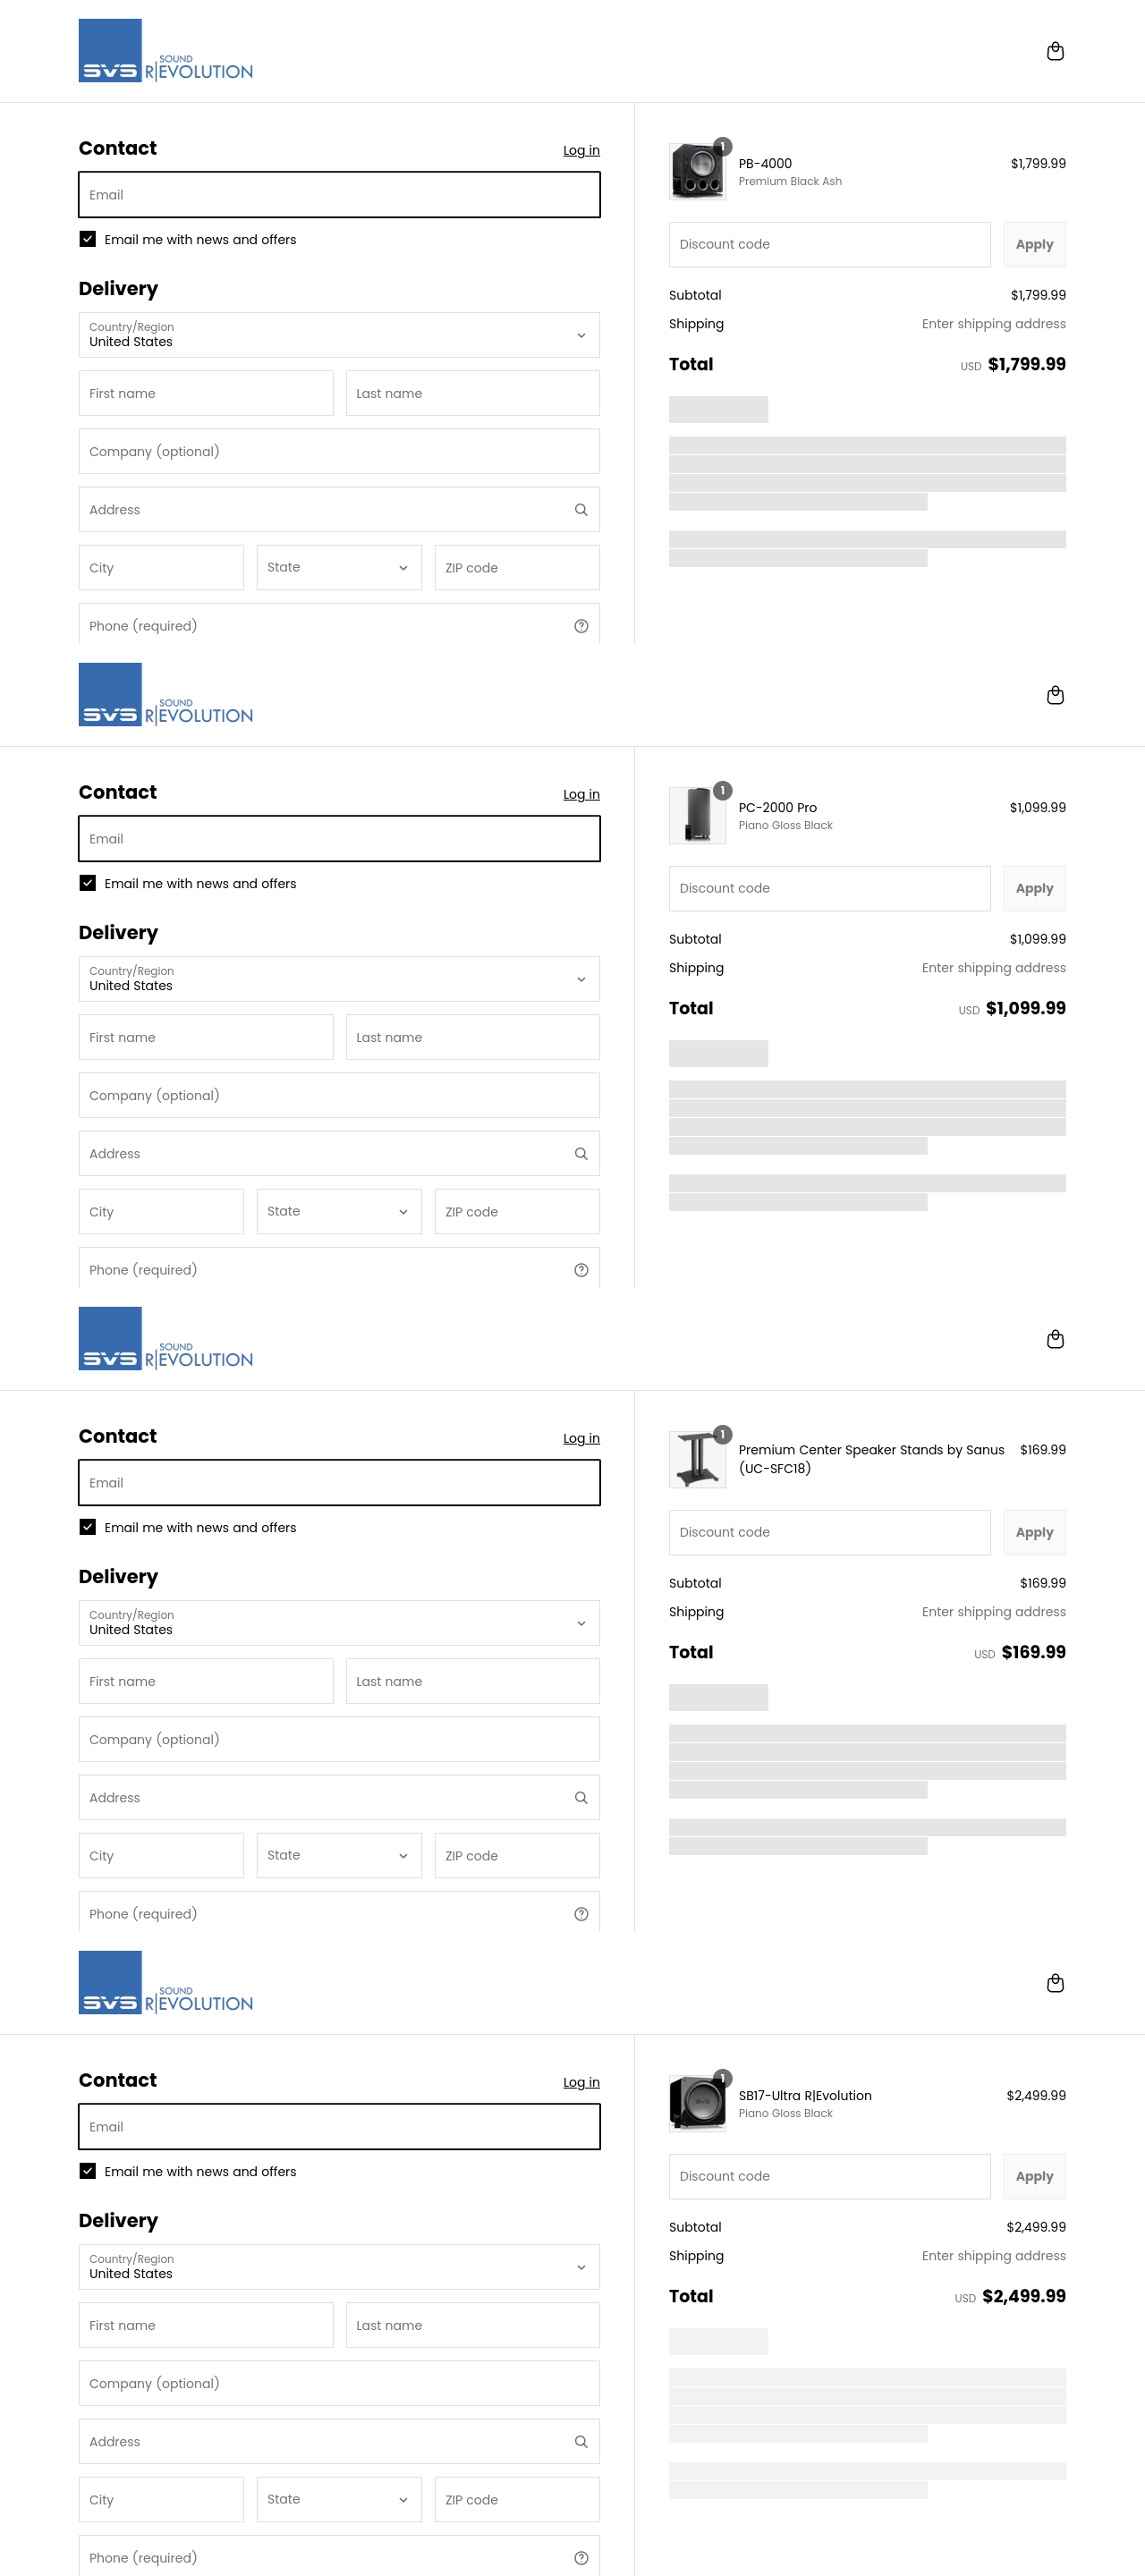 SVS SOUND
R|EVOLUTION
Contact
Log in
Email
Email me with news and offers
Delivery
Country/Region
United States
First name
Last name
Company (optional)
Address
City
State
ZIP code
Phone (required)
1
PB-4000
$1,799.99
Premium Black Ash
Discount code
Apply
Subtotal
$1,799.99
Shipping
Enter shipping address
Total
USD $1,799.99
SVS SOUND
R|EVOLUTION
Contact
Log in
Email
Email me with news and offers
Delivery
Country/Region
United States
First name
Last name
Company (optional)
Address
City
State
ZIP code
Phone (required)
1
PC-2000 Pro
$1,099.99
Piano Gloss Black
Discount code
Apply
Subtotal
$1,099.99
Shipping
Enter shipping address
Total
USD $1,099.99
SVS SOUND
R|EVOLUTION
Contact
Log in
Email
Email me with news and offers
Delivery
Country/Region
United States
First name
Last name
Company (optional)
Address
City
State
ZIP code
Phone (required)
1
Premium Center Speaker Stands by Sanus
$169.99
(UC-SFC18)
Discount code
Apply
Subtotal
$169.99
Shipping
Enter shipping address
Total
USD $169.99
SVS SOUND
R|EVOLUTION
Contact
Log in
Email
Email me with news and offers
Delivery
Country/Region
United States
First name
Last name
Company (optional)
Address
City
State
ZIP code
Phone (required)
1
SVS
SB17-Ultra R|Evolution
$2,499.99
Piano Gloss Black
Discount code
Apply
Subtotal
$2,499.99
Shipping
Enter shipping address
Total
USD $2,499.99